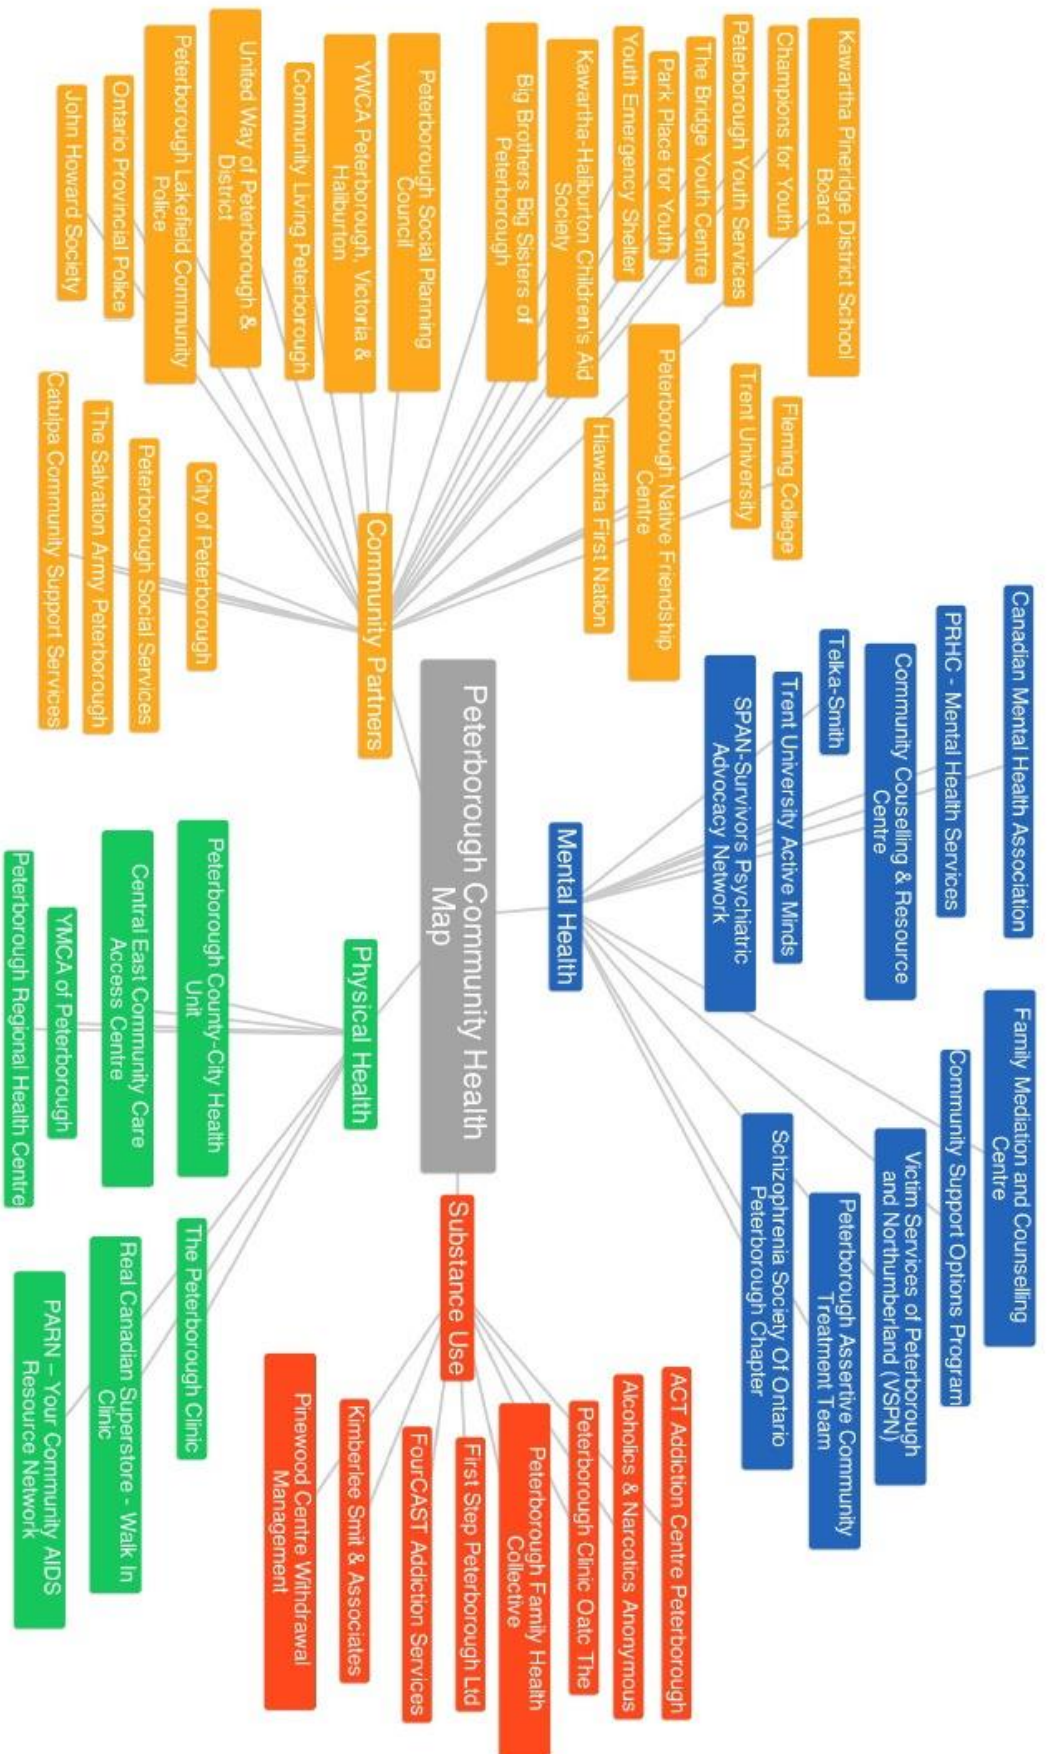 Peterborough Community Health
Map
Mental Health
Canadian Mental Health Association
PRHC - Mental Health Services
Community Couselling & Resource
Centre
Telka-Smith
Trent University Active Minds
SPAN-Survivors Psychiatric
Advocacy Network
Family Mediation and Counselling
Centre
Community Support Options Program
Victim Services of Peterborough
and Northumberland (VSPN)
Peterborough Assertive Community
Treatment Team
Schizophrenia Society Of Ontario
Peterborough Chapter
Substance Use
ACT Addiction Centre Peterborough
Alcoholics & Narcotics Anonymous
Peterborough Clinic Oatc The
Peterborough Family Health
Collective
First Step Peterborough Ltd
FourCAST Addiction Services
Kimberlee Smit & Associates
Pinewood Centre Withdrawal
Management
Physical Health
Peterborough County-City Health
Unit
Central East Community Care
Access Centre
YMCA of Peterborough
Peterborough Regional Health Centre
The Peterborough Clinic
Real Canadian Superstore - Walk In
Clinic
PARN – Your Community AIDS
Resource Network
Community Partners
Kawartha Pineridge District School
Board
Champions for Youth
Peterborough Youth Services
The Bridge Youth Centre
Park Place for Youth
Youth Emergency Shelter
Kawartha-Haliburton Children's Aid
Society
Big Brothers Big Sisters of
Peterborough
Peterborough Social Planning
Council
YWCA Peterborough, Victoria &
Haliburton
Community Living Peterborough
United Way of Peterborough &
District
Peterborough Lakefield Community
Police
Ontario Provincial Police
John Howard Society
Fleming College
Trent University
Peterborough Native Friendship
Centre
Hiawatha First Nation
City of Peterborough
Peterborough Social Services
The Salvation Army Peterborough
Catulpa Community Support Services